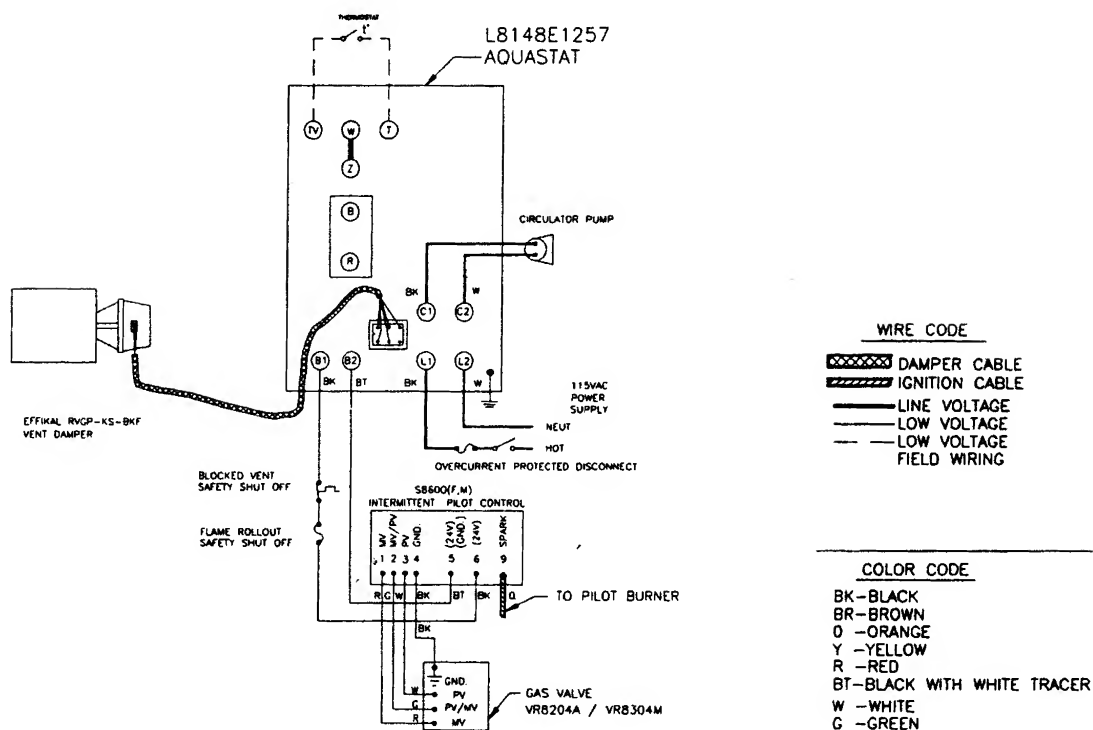 THERMOSTAT
t°
L8148E1257
AQUASTAT
TV
W
T
Z
B
R
CIRCULATOR PUMP
BK
W
C1
C2
B1
B2
L1
L2
BK
BT
BK
W
115VAC
POWER
SUPPLY
NEUT
HOT
OVERCURRENT PROTECTED DISCONNECT
EFFIKAL RVGP-KS-BKF
VENT DAMPER
BLOCKED VENT
SAFETY SHUT OFF
FLAME ROLLOUT
SAFETY SHUT OFF
S8600(F,M)
INTERMITTENT PILOT CONTROL
MV
MV/PV
PV
GND.
(24V)
(GND.)
(24V)
SPARK
1 2 3 4 5 6 9
R G W BK BT BK O
TO PILOT BURNER
BK
GND.
W PV
G PV/MV
R MV
GAS VALVE
VR8204A / VR8304M
WIRE CODE
DAMPER CABLE
IGNITION CABLE
LINE VOLTAGE
LOW VOLTAGE
LOW VOLTAGE
FIELD WIRING
COLOR CODE
BK-BLACK
BR-BROWN
O -ORANGE
Y -YELLOW
R -RED
BT-BLACK WITH WHITE TRACER
W -WHITE
G -GREEN